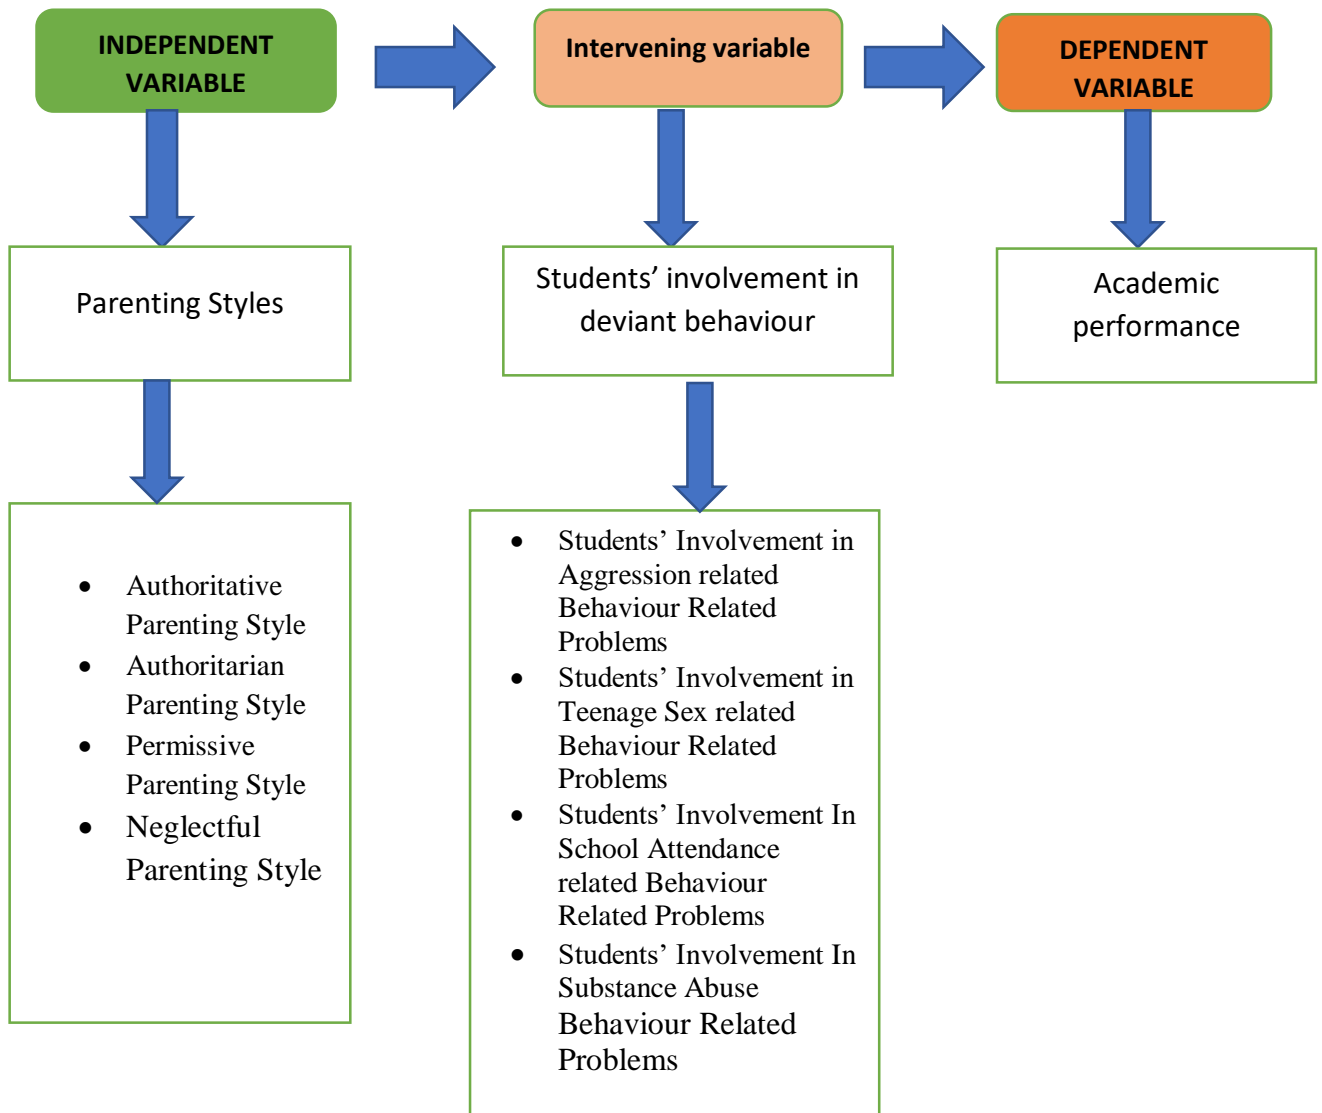 INDEPENDENT
VARIABLE
Intervening variable
DEPENDENT
VARIABLE
Parenting Styles
Students’ involvement in
deviant behaviour
Academic
performance
• Authoritative
Parenting Style
• Authoritarian
Parenting Style
• Permissive
Parenting Style
• Neglectful
Parenting Style
• Students’ Involvement in
Aggression related
Behaviour Related
Problems
• Students’ Involvement in
Teenage Sex related
Behaviour Related
Problems
• Students’ Involvement In
School Attendance
related Behaviour
Related Problems
• Students’ Involvement In
Substance Abuse
Behaviour Related
Problems